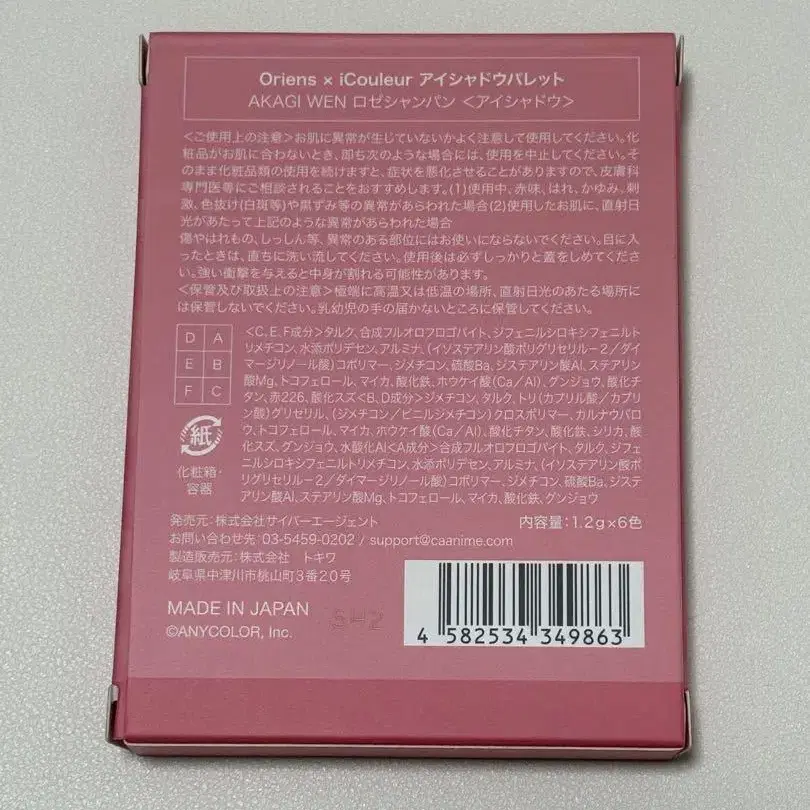 Oriens × iCouleur アイシャドウパレット
AKAGI WEN ロゼシャンパン <アイシャドウ>
<ご使用上の注意>お肌に異常が生じていないかよく注意して使用してください。化
粧品がお肌に合わないとき、即ち次のような場合には、使用を中止してください。そ
のまま化粧品類の使用を続けますと、症状を悪化させることがありますので、皮膚科
専門医等にご相談されることをおすすめします。(1)使用中、赤味、はれ、かゆみ、刺
激、色抜け(白斑等)や黒ずみ等の異常があらわれた場合(2)使用したお肌に、直射日
光があたって上記のような異常があらわれた場合
傷やはれもの、しっしん等、異常のある部位にはお使いにならないでください。目に入
ったときは、直ちに洗い流してください。使用後は必ずしっかりと蓋をしめてくださ
い。強い衝撃を与えると中身が割れる可能性があります。
<保管及び取扱上の注意>極端に高温又は低温の場所、直射日光のあたる場所に
は保管しないでください。乳幼児の手の届かないところに保管してください。
D A
E B
F C
<C、E、F成分>タルク、合成フルオロフロゴパイト、ジフェニルシロキシフェニルト
リメチコン、水添ポリデセン、アルミナ、(イソステアリン酸ポリグリセリル-2/ダイ
マージリノール酸)コポリマー、ジメチコン、硫酸Ba、ジステアリン酸Al、ステアリン
酸Mg、トコフェロール、マイカ、酸化鉄、ホウケイ酸(Ca/Al)、グンジョウ、酸化チ
タン、赤226、酸化スズ<B、D成分>ジメチコン、タルク、トリ(カプリル酸/カプ
リン酸)グリセリル、(ジメチコン/ビニルジメチコン)クロスポリマー、カルナウバロ
ウ、トコフェロール、マイカ、ホウケイ酸(Ca/Al)、酸化チタン、酸化鉄、シリカ、酸
化スズ、グンジョウ、水酸化Al<A成分>合成フルオロフロゴパイト、タルク、ジフェ
ニルシロキシフェニルトリメチコン、水添ポリデセン、アルミナ、(イソステアリン酸ポ
リグリセリル-2/ダイマージリノール酸)コポリマー、ジメチコン、硫酸Ba、ジステ
アリン酸Al、ステアリン酸Mg、トコフェロール、マイカ、酸化鉄、グンジョウ
紙
化粧箱・
容器
発売元:株式会社サイバーエージェント
内容量:1.2g×6色
お問い合わせ先:03-5459-0202 / support@caanime.com
製造販売元:株式会社 トキワ
岐阜県中津川市桃山町3番20号
MADE IN JAPAN
©ANYCOLOR, Inc.
3H2
4 582534 349863